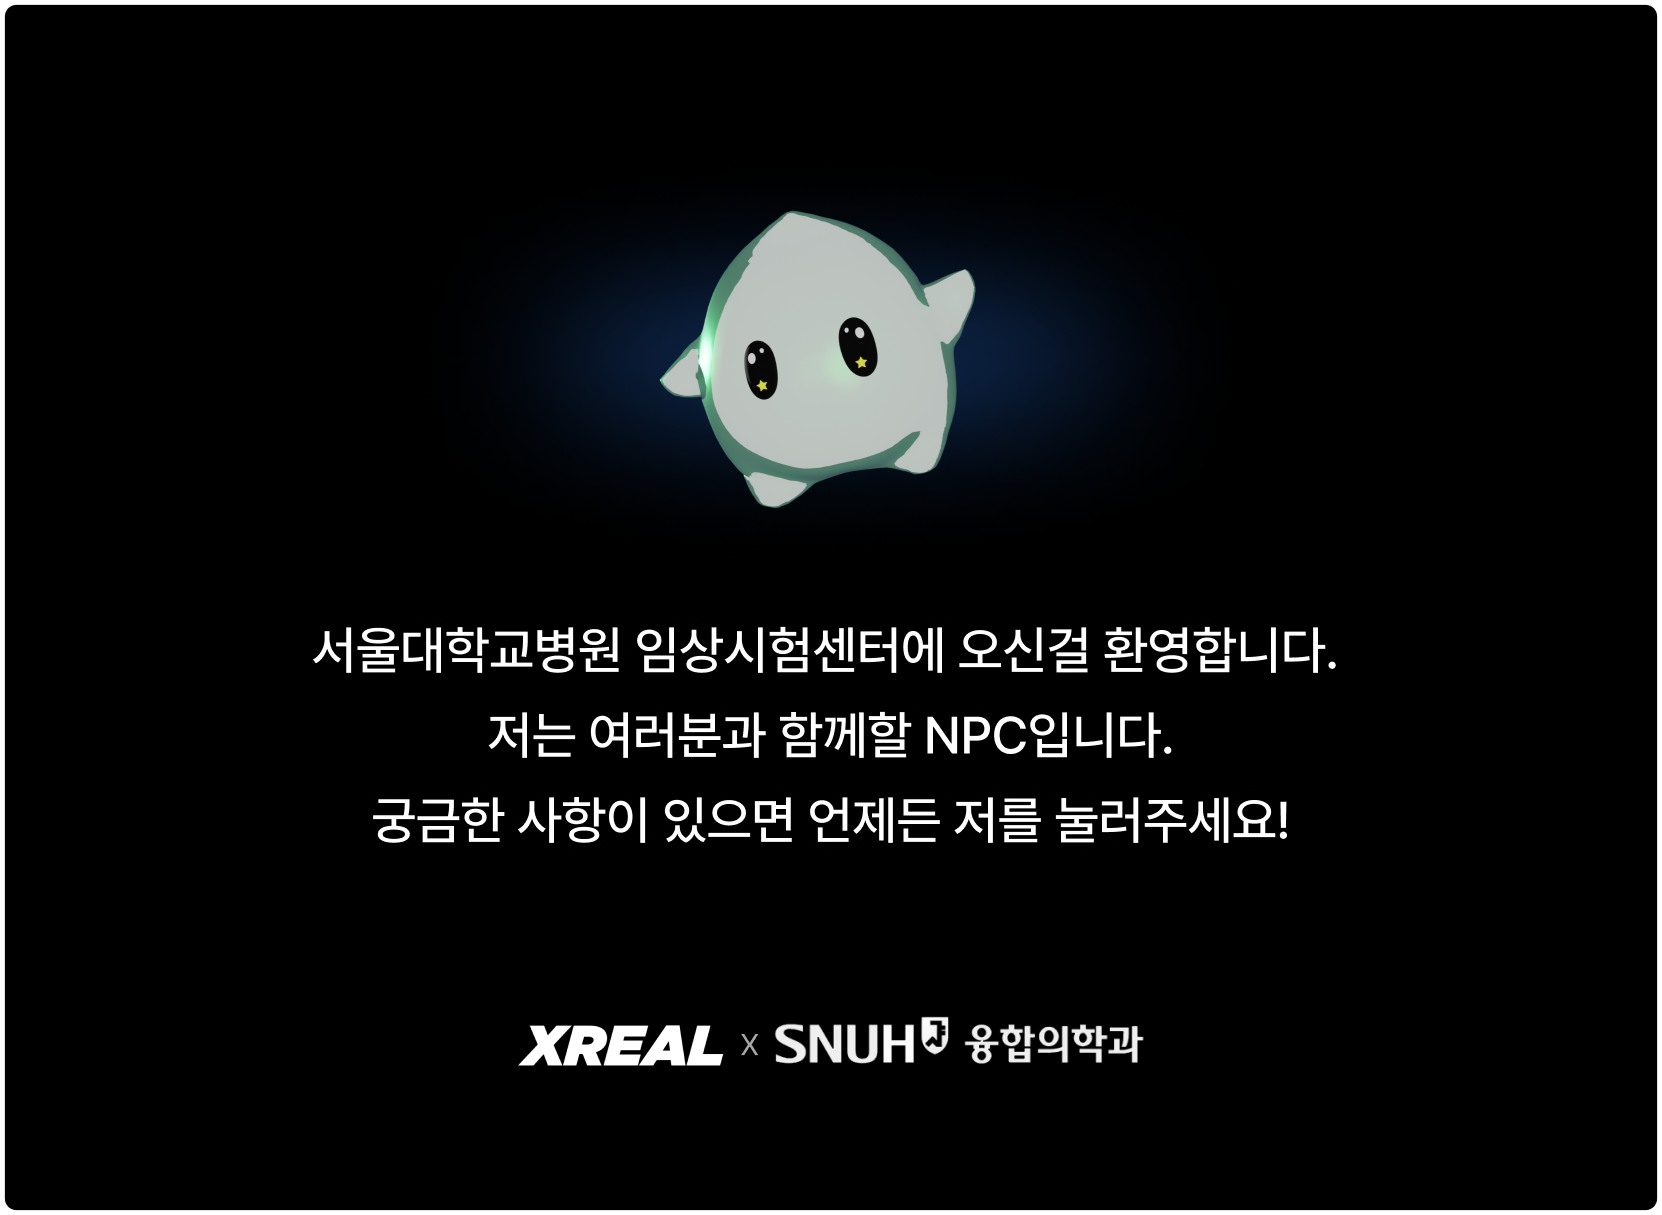 서울대학교병원 임상시험센터에 오신걸 환영합니다.
저는 여러분과 함께할 NPC입니다.
궁금한 사항이 있으면 언제든 저를 눌러주세요!
XREAL X SNUH 융합의학과